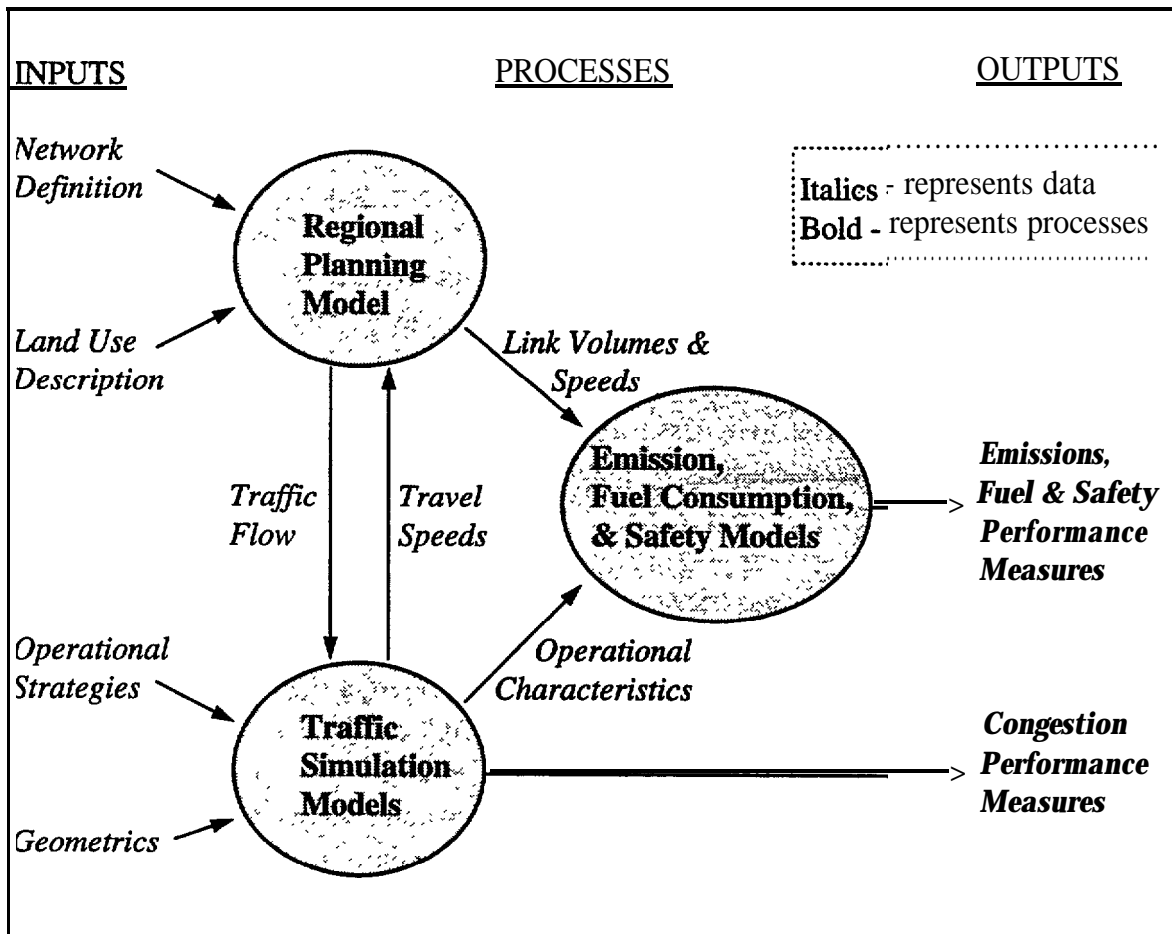 INPUTS
PROCESSES
OUTPUTS
Network
Definition
Italics - represents data
Bold - represents processes
Regional
Planning
Model
Land Use
Description
Link Volumes &
Speeds
Emission,
Fuel Consumption,
& Safety Models
Emissions,
Fuel & Safety
Performance
Measures
Traffic
Flow
Travel
Speeds
Operational
Strategies
Operational
Characteristics
Traffic
Simulation
Models
Congestion
Performance
Measures
Geometrics